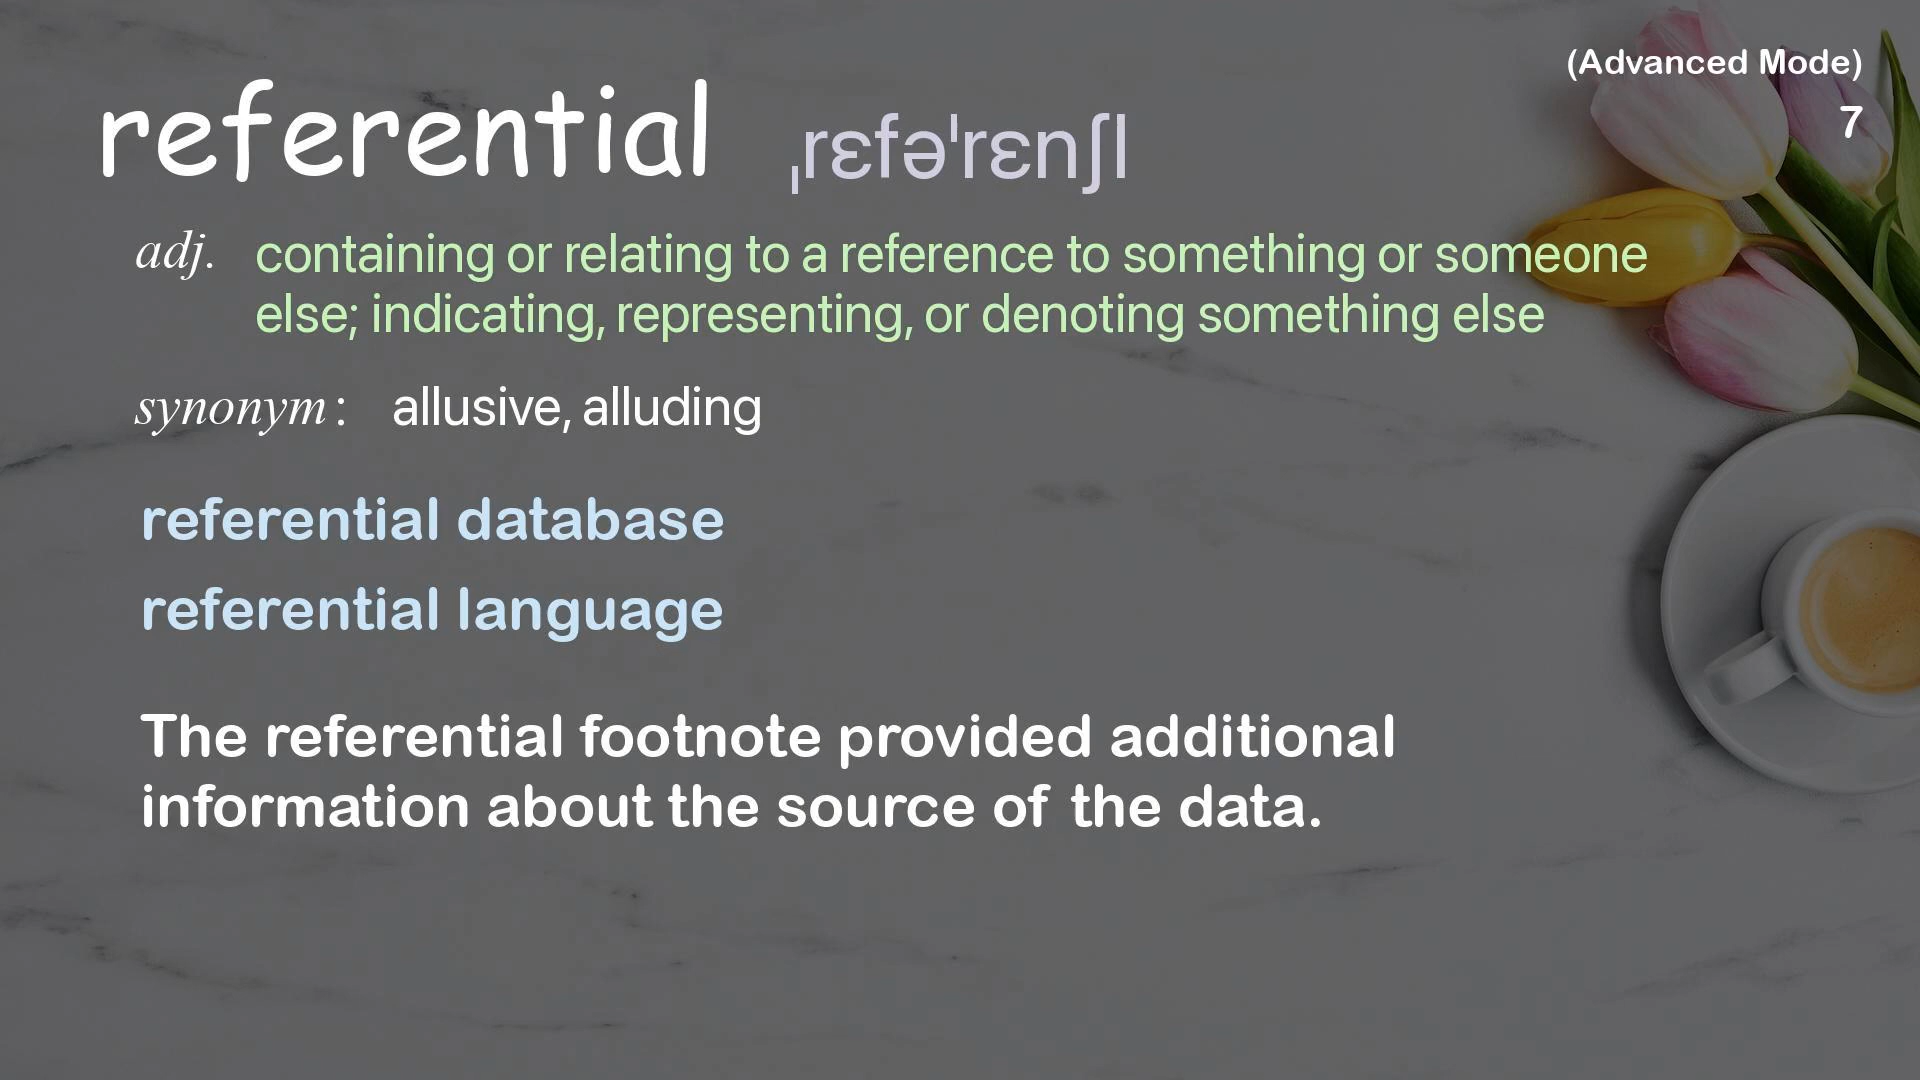 (Advanced Mode)
7
referential ˌrɛfəˈrɛnʃl
adj. containing or relating to a reference to something or someone
else; indicating, representing, or denoting something else
synonym: allusive, alluding
referential database
referential language
The referential footnote provided additional
information about the source of the data.